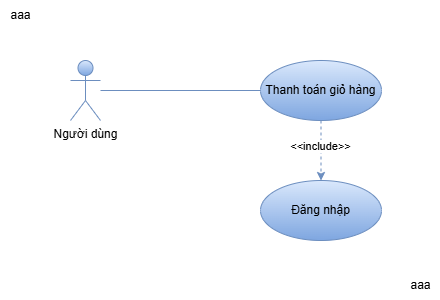 aaa
Thanh toán giỏ hàng
Người dùng
<<include>>
Đăng nhập
aaa